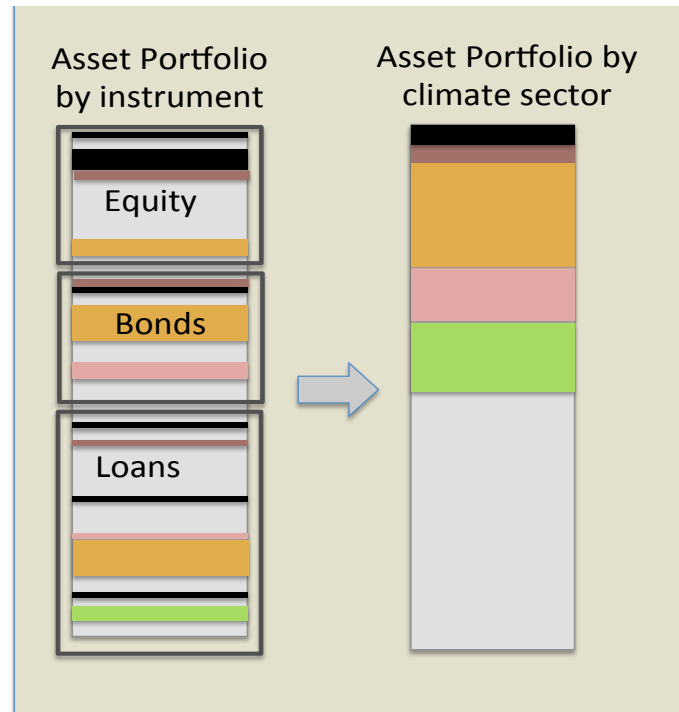 Asset Portfolio
by instrument
Equity
Bonds
Loans
Asset Portfolio by
climate sector